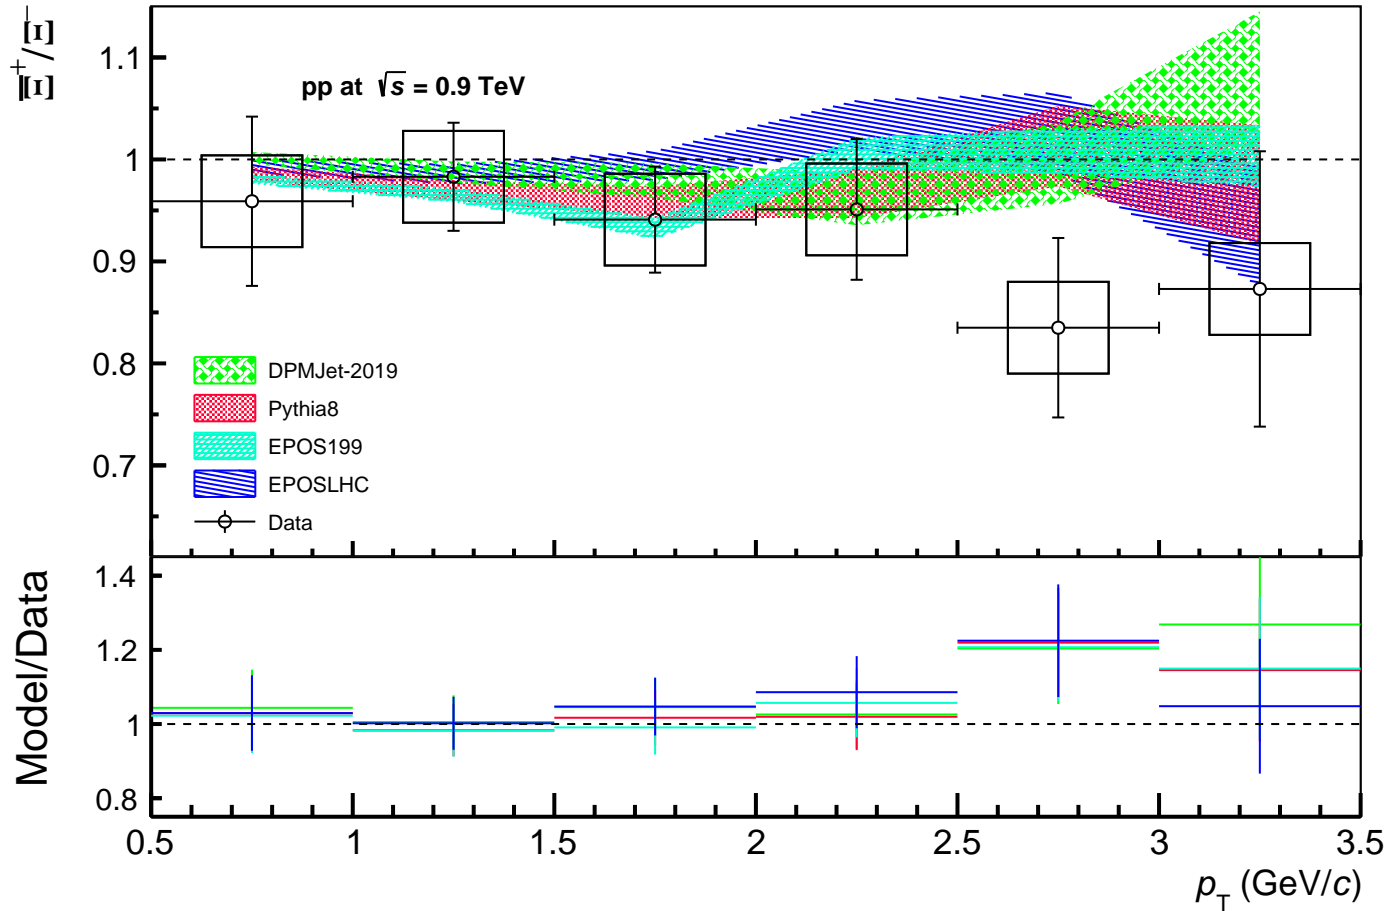 Ξ̅⁺/Ξ⁻
1.1
1
0.9
0.8
0.7
pp at √s = 0.9 TeV
DPMJet-2019
Pythia8
EPOS199
EPOSLHC
Data
Model/Data
1.4
1.2
1
0.8
0.5 1 1.5 2 2.5 3 3.5
p_T (GeV/c)